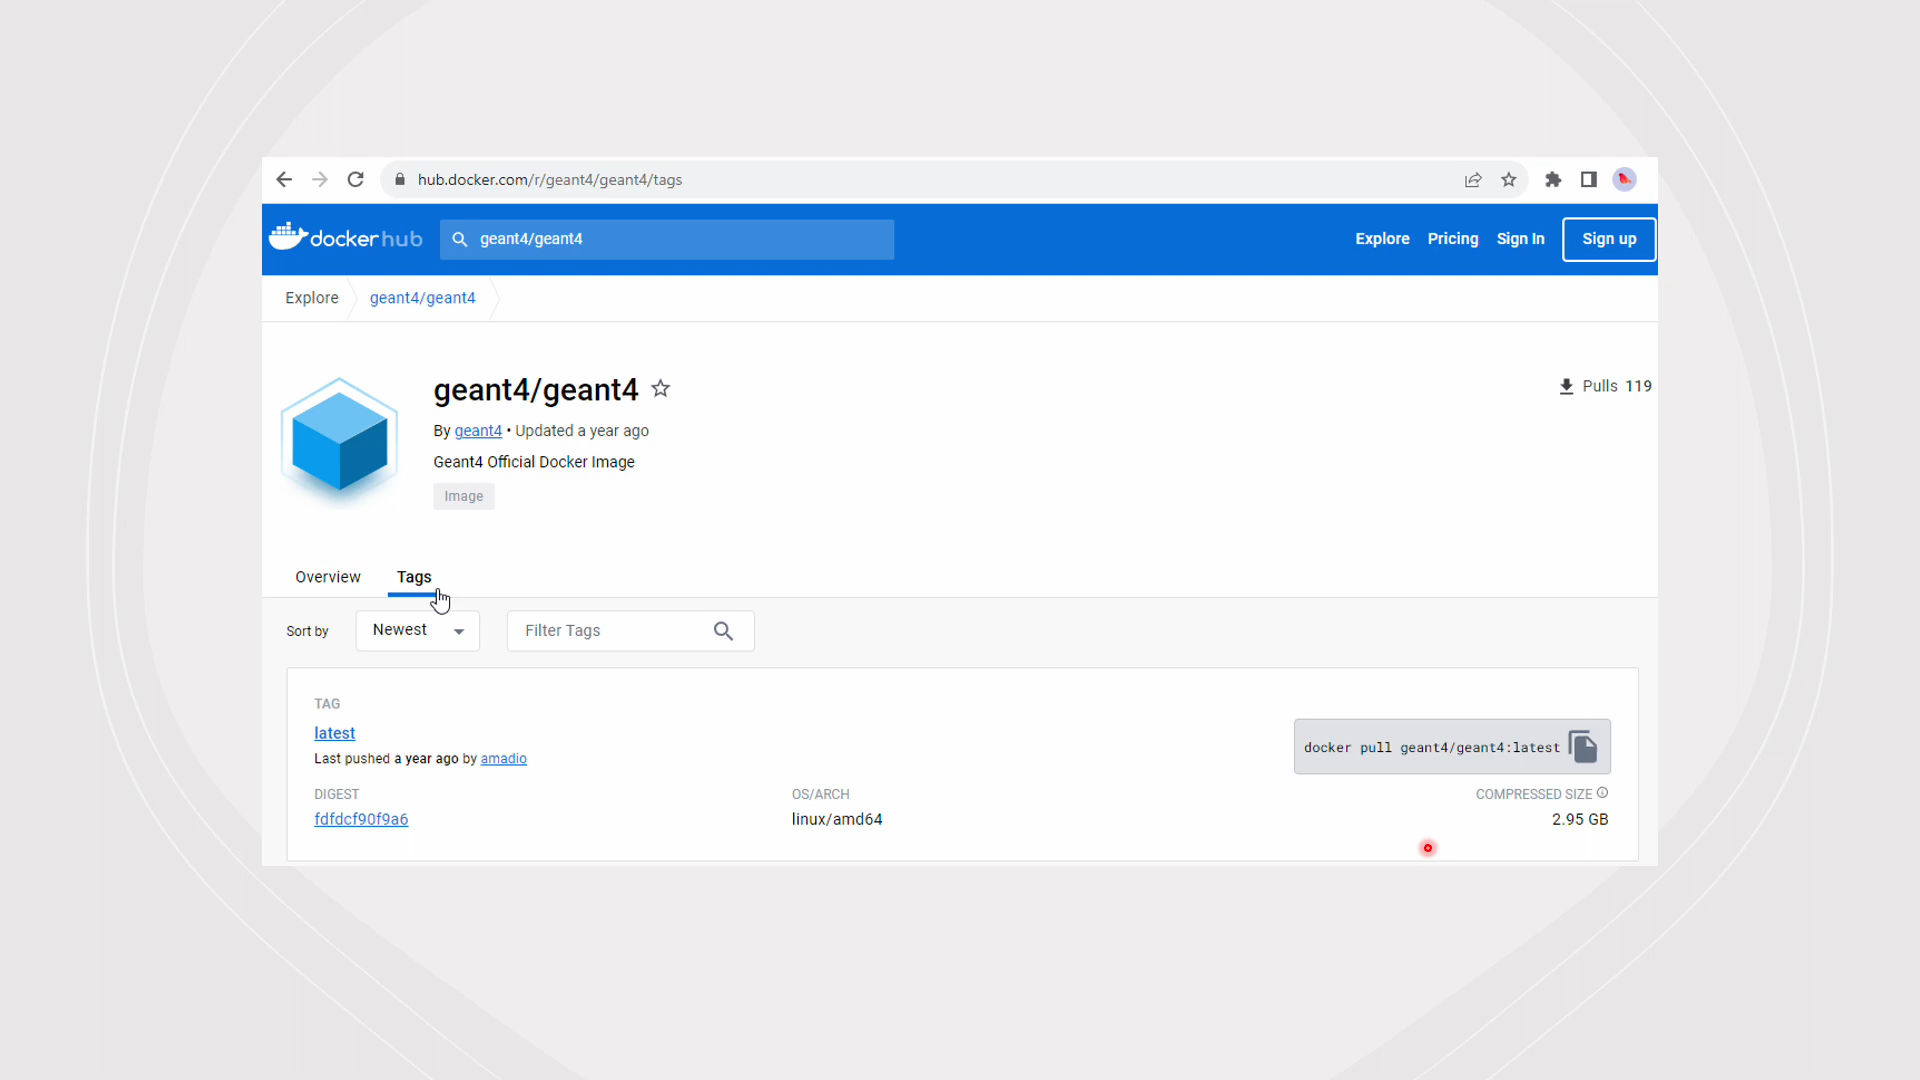 hub.docker.com/r/geant4/geant4/tags
docker hub
geant4/geant4
Explore Pricing Sign In Sign up
Explore geant4/geant4
geant4/geant4
Pulls 119
By geant4 • Updated a year ago
Geant4 Official Docker Image
Image
Overview Tags
Sort by Newest Filter Tags
TAG
latest
docker pull geant4/geant4:latest
Last pushed a year ago by amadio
DIGEST OS/ARCH COMPRESSED SIZE
fdfdcf90f9a6 linux/amd64 2.95 GB